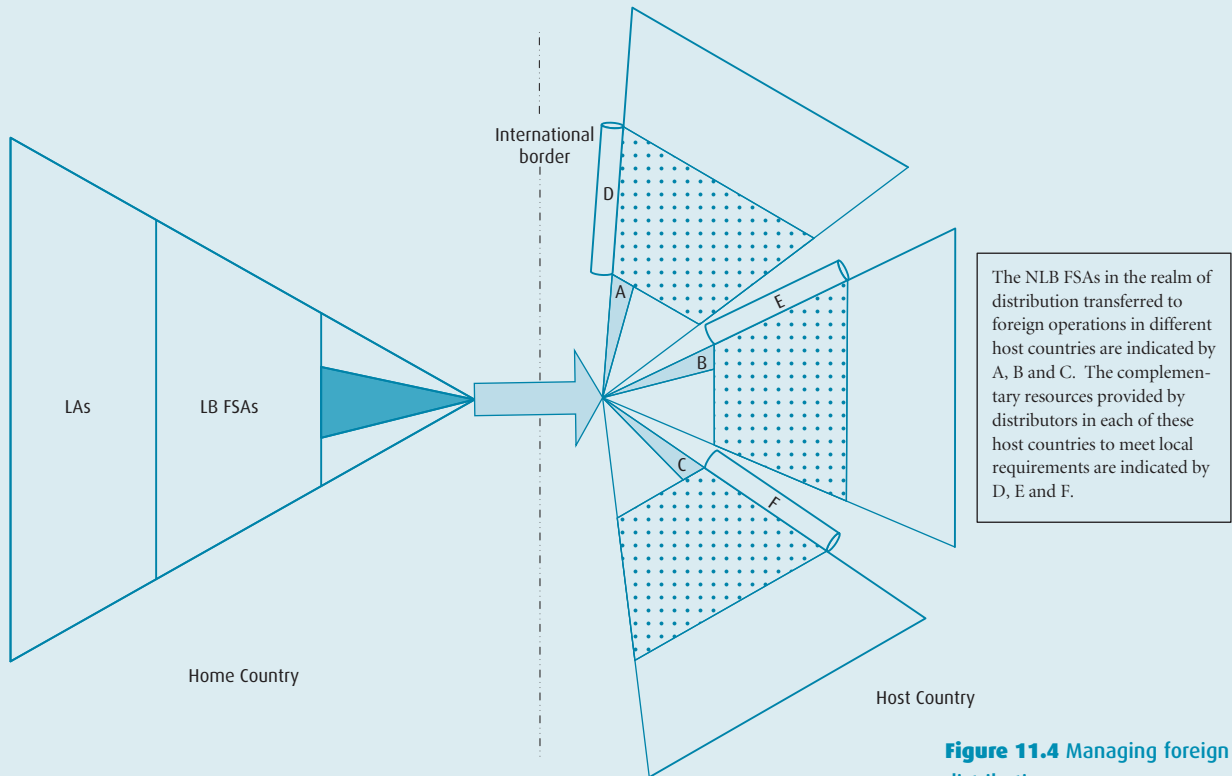 International
border
D
A
E
B
LAs
LB FSAs
C
F
The NLB FSAs in the realm of
distribution transferred to
foreign operations in different
host countries are indicated by
A, B and C. The complemen-
tary resources provided by
distributors in each of these
host countries to meet local
requirements are indicated by
D, E and F.
Home Country
Host Country
Figure 11.4 Managing foreign